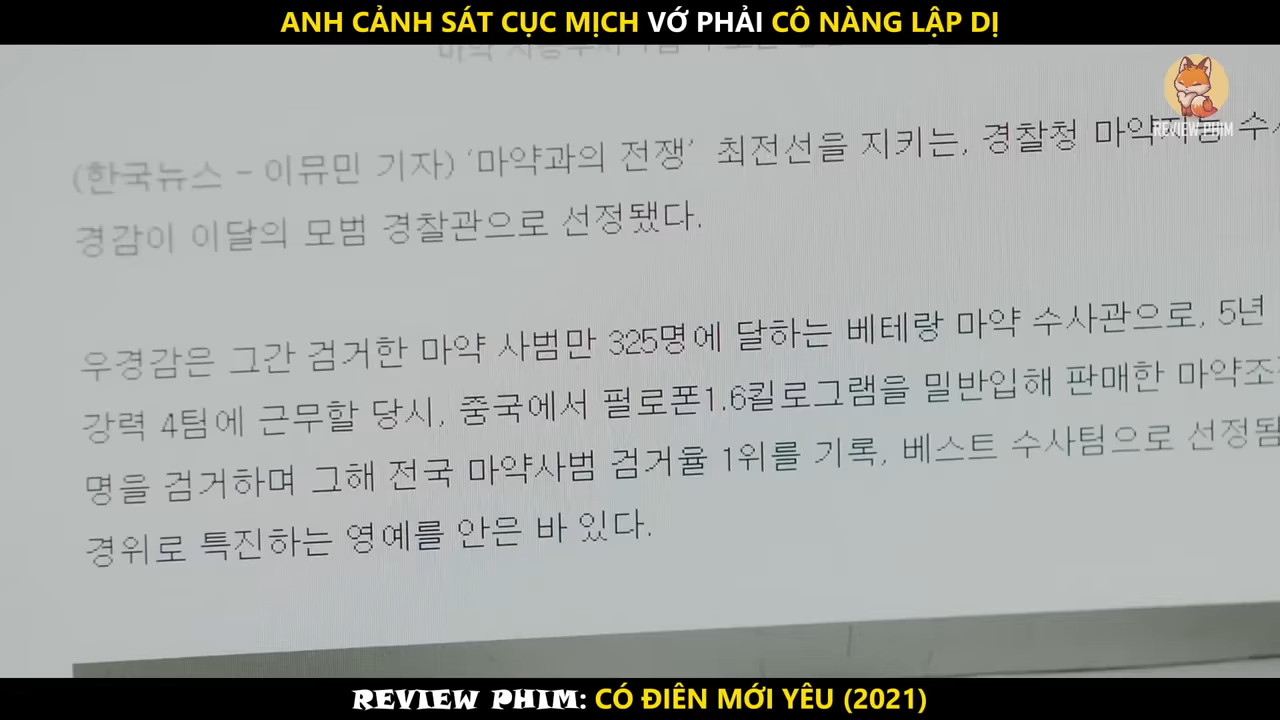 ANH CẢNH SÁT CỤC MỊCH VỚ PHẢI CÔ NÀNG LẬP DỊ
REVIEW PHIM
(한국뉴스 - 이뮤민 기자) '마약과의 전쟁' 최전선을 지키는, 경찰청 마약지능 수사
경감이 이달의 모범 경찰관으로 선정됐다.
우경감은 그간 검거한 마약 사범만 325명에 달하는 베테랑 마약 수사관으로, 5년
강력 4팀에 근무할 당시, 중국에서 필로폰1.6킬로그램을 밀반입해 판매한 마약조
명을 검거하며 그해 전국 마약사범 검거율 1위를 기록, 베스트 수사팀으로 선정됨
경위로 특진하는 영예를 안은 바 있다.
REVIEW PHIM: CÓ ĐIÊN MỚI YÊU (2021)